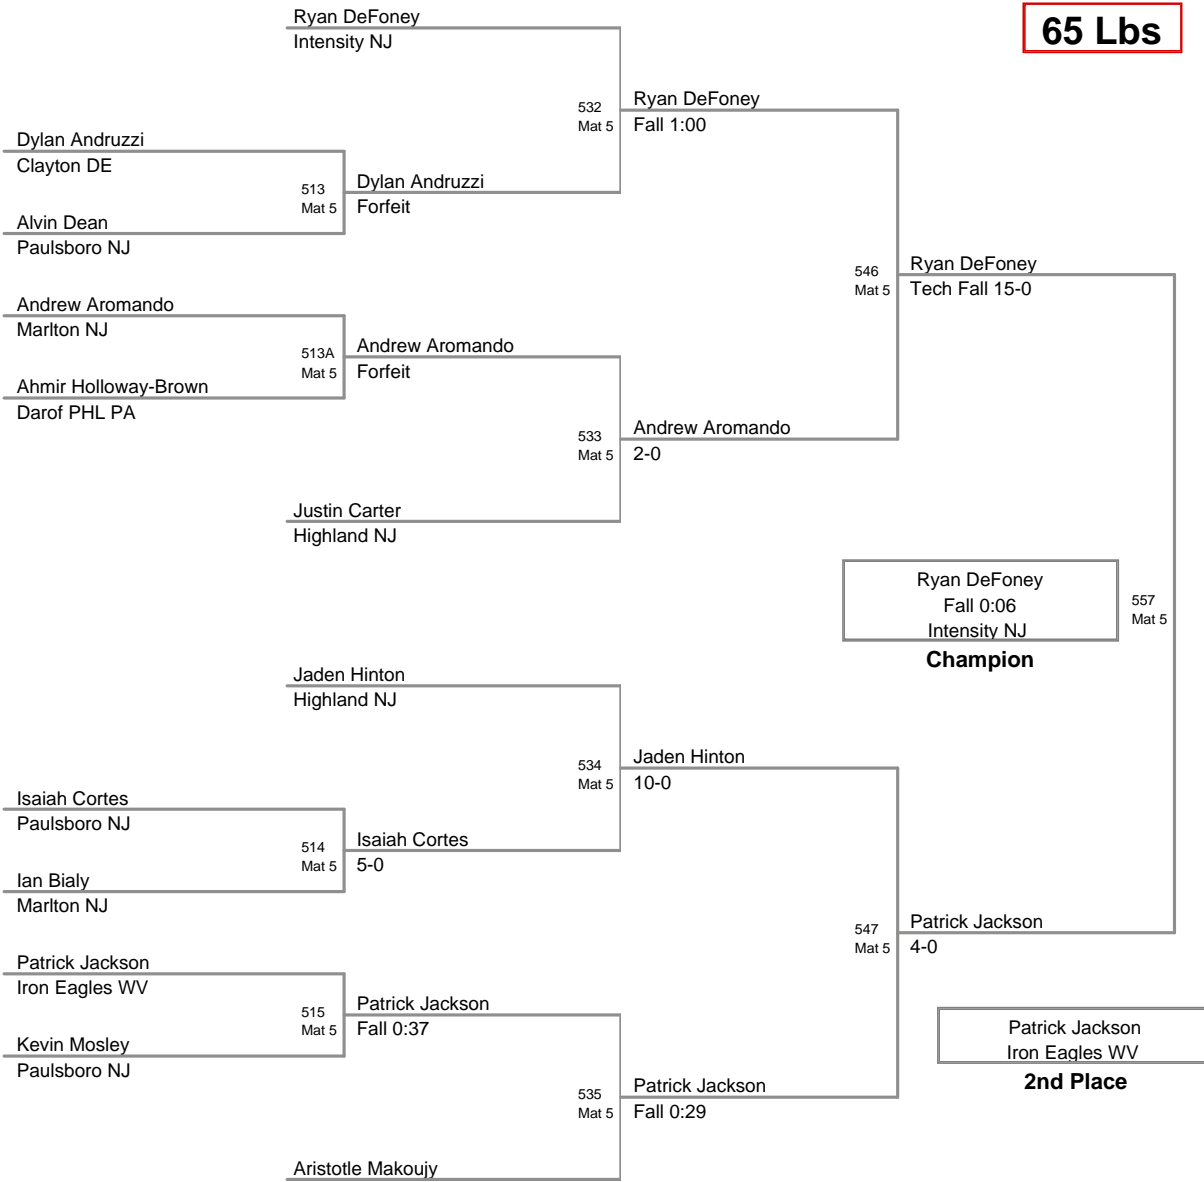 Ryan DeFoney
Intensity NJ
65 Lbs
532
Mat 5
Ryan DeFoney
Fall 1:00
Dylan Andruzzi
Clayton DE
513
Mat 5
Dylan Andruzzi
Forfeit
Alvin Dean
Paulsboro NJ
546
Mat 5
Ryan DeFoney
Tech Fall 15-0
Andrew Aromando
Marlton NJ
513A
Mat 5
Andrew Aromando
Forfeit
Ahmir Holloway-Brown
Darof PHL PA
533
Mat 5
Andrew Aromando
2-0
Justin Carter
Highland NJ
Ryan DeFoney
Fall 0:06
Intensity NJ
Champion
557
Mat 5
Jaden Hinton
Highland NJ
534
Mat 5
Jaden Hinton
10-0
Isaiah Cortes
Paulsboro NJ
514
Mat 5
Isaiah Cortes
5-0
Ian Bialy
Marlton NJ
547
Mat 5
Patrick Jackson
4-0
Patrick Jackson
Iron Eagles WV
515
Mat 5
Patrick Jackson
Fall 0:37
Kevin Mosley
Paulsboro NJ
Patrick Jackson
Iron Eagles WV
2nd Place
535
Mat 5
Patrick Jackson
Fall 0:29
Aristotle Makoujy